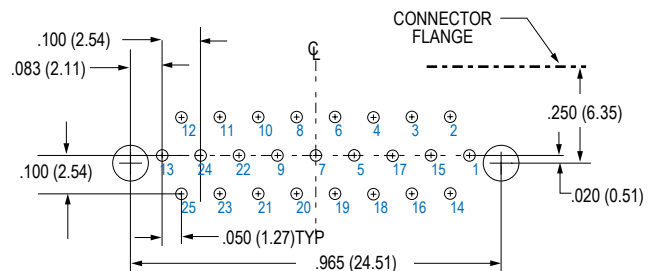 .100 (2.54)
.083 (2.11)
CONNECTOR
FLANGE
.250 (6.35)
12 11 10 8 6 4 3 2
13 24 22 9 7 5 17 15 1
.100 (2.54)
.020 (0.51)
25 23 21 20 19 18 16 14
.050 (1.27)TYP
.965 (24.51)